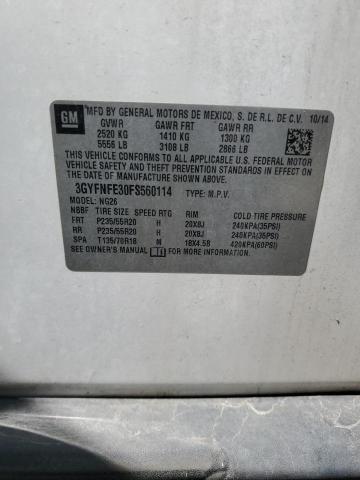 GM
MFD BY GENERAL MOTORS DE MEXICO, S. DE R.L. DE C.V. 10/14
GVWR GAWR FRT GAWR RR
2520 KG 1410 KG 1300 KG
5556 LB 3108 LB 2866 LB
THIS VEHICLE CONFORMS TO ALL APPLICABLE U.S. FEDERAL
MOTOR VEHICLE SAFETY AND THEFT PREVENTION STANDARDS
IN EFFECT ON THE DATE OF MANUFACTURE SHOWN ABOVE.
3GYFNFE30FS560114 TYPE: M.P.V.
MODEL: NG26
NBBF TIRE SIZE SPEED RTG RIM COLD TIRE PRESSURE
FRT P235/55R20 H 20X8J 240KPA(35PSI)
RR P235/55R20 H 20X8J 240KPA(35PSI)
SPA T135/70R18 M 18X4.5B 420KPA(60PSI)
SEE OWNER'S MANUAL FOR MORE INFORMATION.